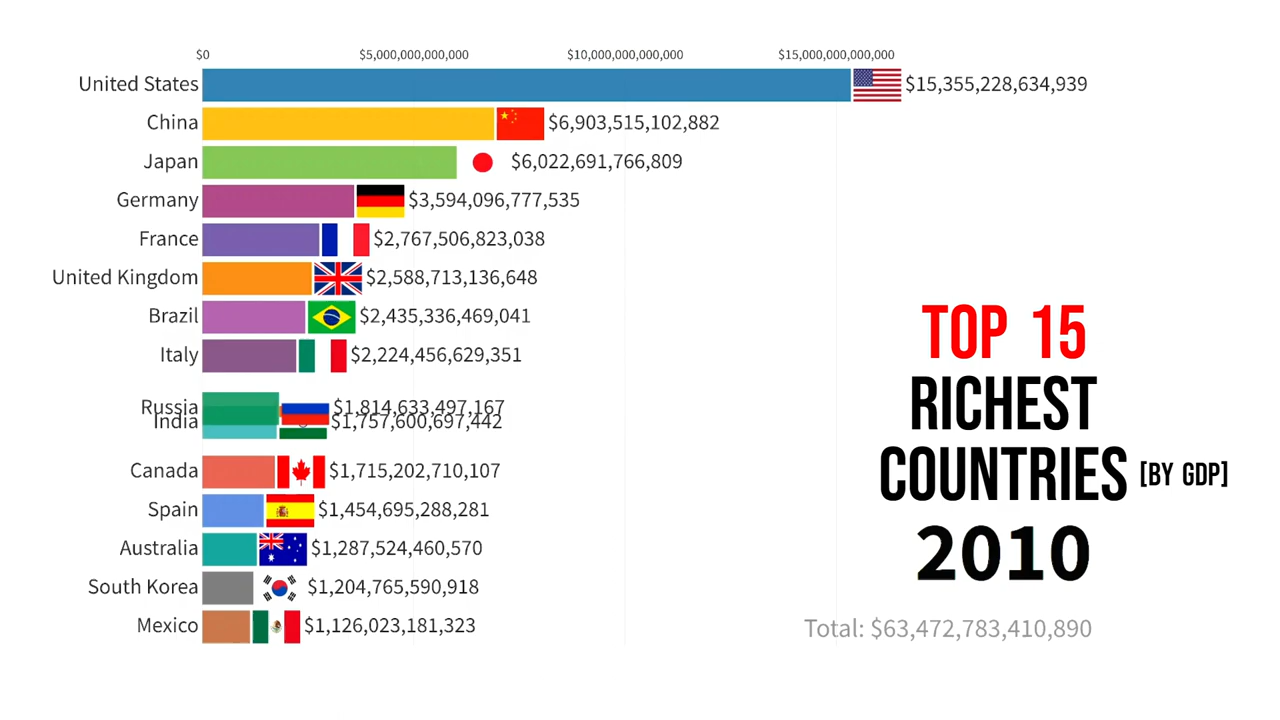 $0 $5,000,000,000,000 $10,000,000,000,000 $15,000,000,000,000
United States $15,355,228,634,939
China $6,903,515,102,882
Japan $6,022,691,766,809
Germany $3,594,096,777,535
France $2,767,506,823,038
United Kingdom $2,588,713,136,648
Brazil $2,435,336,469,041
Italy $2,224,456,629,351
Russia $1,814,633,497,167
India $1,757,600,697,442
Canada $1,715,202,710,107
Spain $1,454,695,288,281
Australia $1,287,524,460,570
South Korea $1,204,765,590,918
Mexico $1,126,023,181,323
TOP 15
RICHEST
COUNTRIES [BY GDP]
2010
Total: $63,472,783,410,890